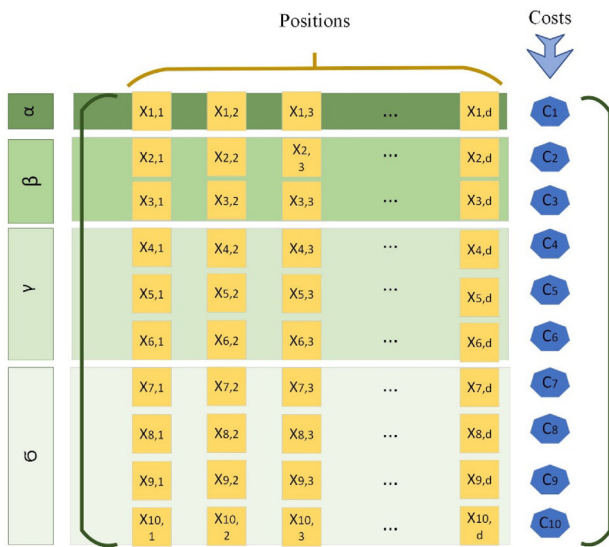 Positions
Costs
α X1,1 X1,2 X1,3 ... X1,d C1
β X2,1 X2,2 X2,3 ... X2,d C2
X3,1 X3,2 X3,3 ... X3,d C3
γ X4,1 X4,2 X4,3 ... X4,d C4
X5,1 X5,2 X5,3 ... X5,d C5
X6,1 X6,2 X6,3 ... X6,d C6
X7,1 X7,2 X7,3 ... X7,d C7
б X8,1 X8,2 X8,3 ... X8,d C8
X9,1 X9,2 X9,3 ... X9,d C9
X10,1 X10,2 X10,3 ... X10,d C10